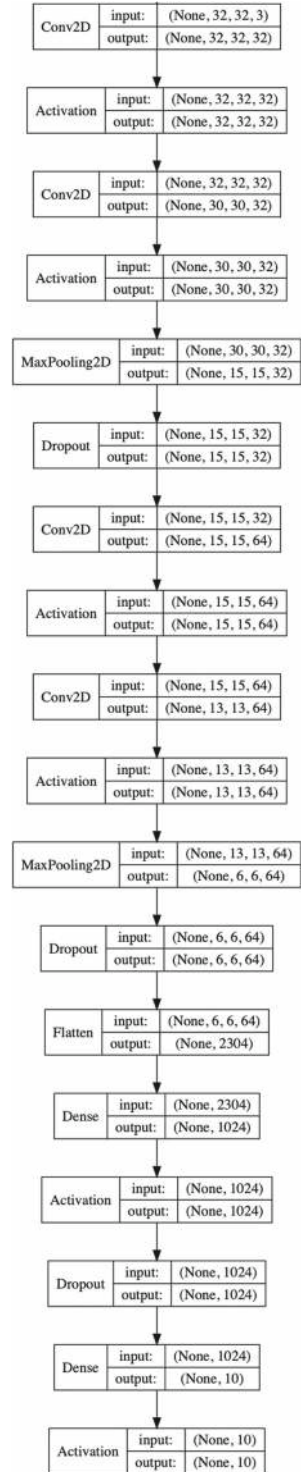 Conv2D input: (None, 32, 32, 3)
output: (None, 32, 32, 32)
Activation input: (None, 32, 32, 32)
output: (None, 32, 32, 32)
Conv2D input: (None, 32, 32, 32)
output: (None, 30, 30, 32)
Activation input: (None, 30, 30, 32)
output: (None, 30, 30, 32)
MaxPooling2D input: (None, 30, 30, 32)
output: (None, 15, 15, 32)
Dropout input: (None, 15, 15, 32)
output: (None, 15, 15, 32)
Conv2D input: (None, 15, 15, 32)
output: (None, 15, 15, 64)
Activation input: (None, 15, 15, 64)
output: (None, 15, 15, 64)
Conv2D input: (None, 15, 15, 64)
output: (None, 13, 13, 64)
Activation input: (None, 13, 13, 64)
output: (None, 13, 13, 64)
MaxPooling2D input: (None, 13, 13, 64)
output: (None, 6, 6, 64)
Dropout input: (None, 6, 6, 64)
output: (None, 6, 6, 64)
Flatten input: (None, 6, 6, 64)
output: (None, 2304)
Dense input: (None, 2304)
output: (None, 1024)
Activation input: (None, 1024)
output: (None, 1024)
Dropout input: (None, 1024)
output: (None, 1024)
Dense input: (None, 1024)
output: (None, 10)
Activation input: (None, 10)
output: (None, 10)